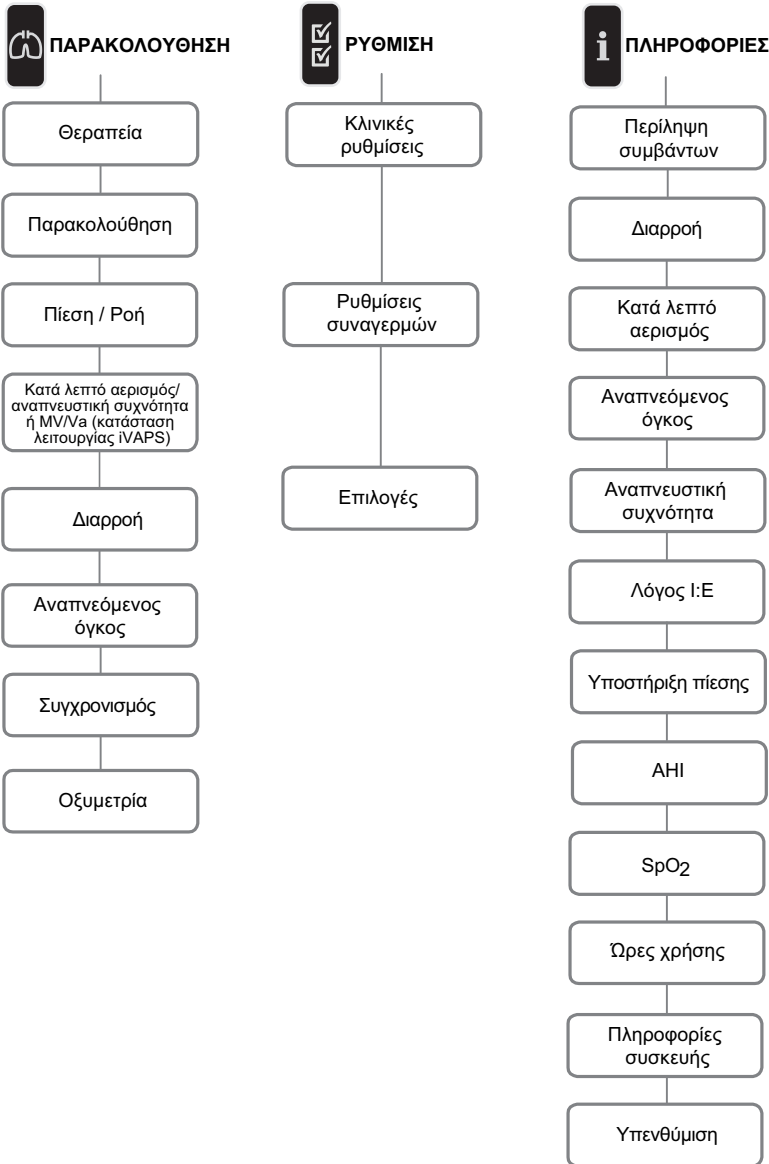 ΠΑΡΑΚΟΛΟΥΘΗΣΗ
Θεραπεία
Παρακολούθηση
Πίεση / Ροή
Κατά λεπτό αερισμός/
αναπνευστική συχνότητα
ή MV/Va (κατάσταση
λειτουργίας iVAPS)
Διαρροή
Αναπνεόμενος
όγκος
Συγχρονισμός
Οξυμετρία
ΡΥΘΜΙΣΗ
Κλινικές
ρυθμίσεις
Ρυθμίσεις
συναγερμών
Επιλογές
i ΠΛΗΡΟΦΟΡΙΕΣ
Περίληψη
συμβάντων
Διαρροή
Κατά λεπτό
αερισμός
Αναπνεόμενος
όγκος
Αναπνευστική
συχνότητα
Λόγος I:E
Υποστήριξη πίεσης
AHI
SpO2
Ώρες χρήσης
Πληροφορίες
συσκευής
Υπενθύμιση